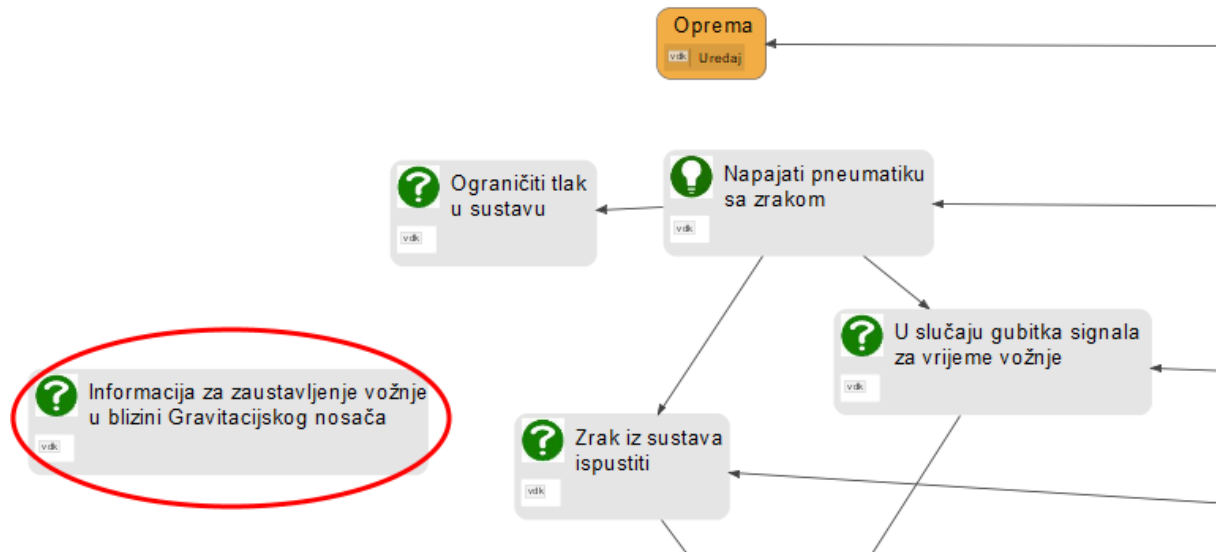 Oprema
vdk Uredaj
Ograničiti tlak
u sustavu
vdk
Napajati pneumatiku
sa zrakom
vdk
U slučaju gubitka signala
za vrijeme vožnje
vdk
Informacija za zaustavljenje vožnje
u blizini Gravitacijskog nosača
vdk
Zrak iz sustava
ispustiti
vdk